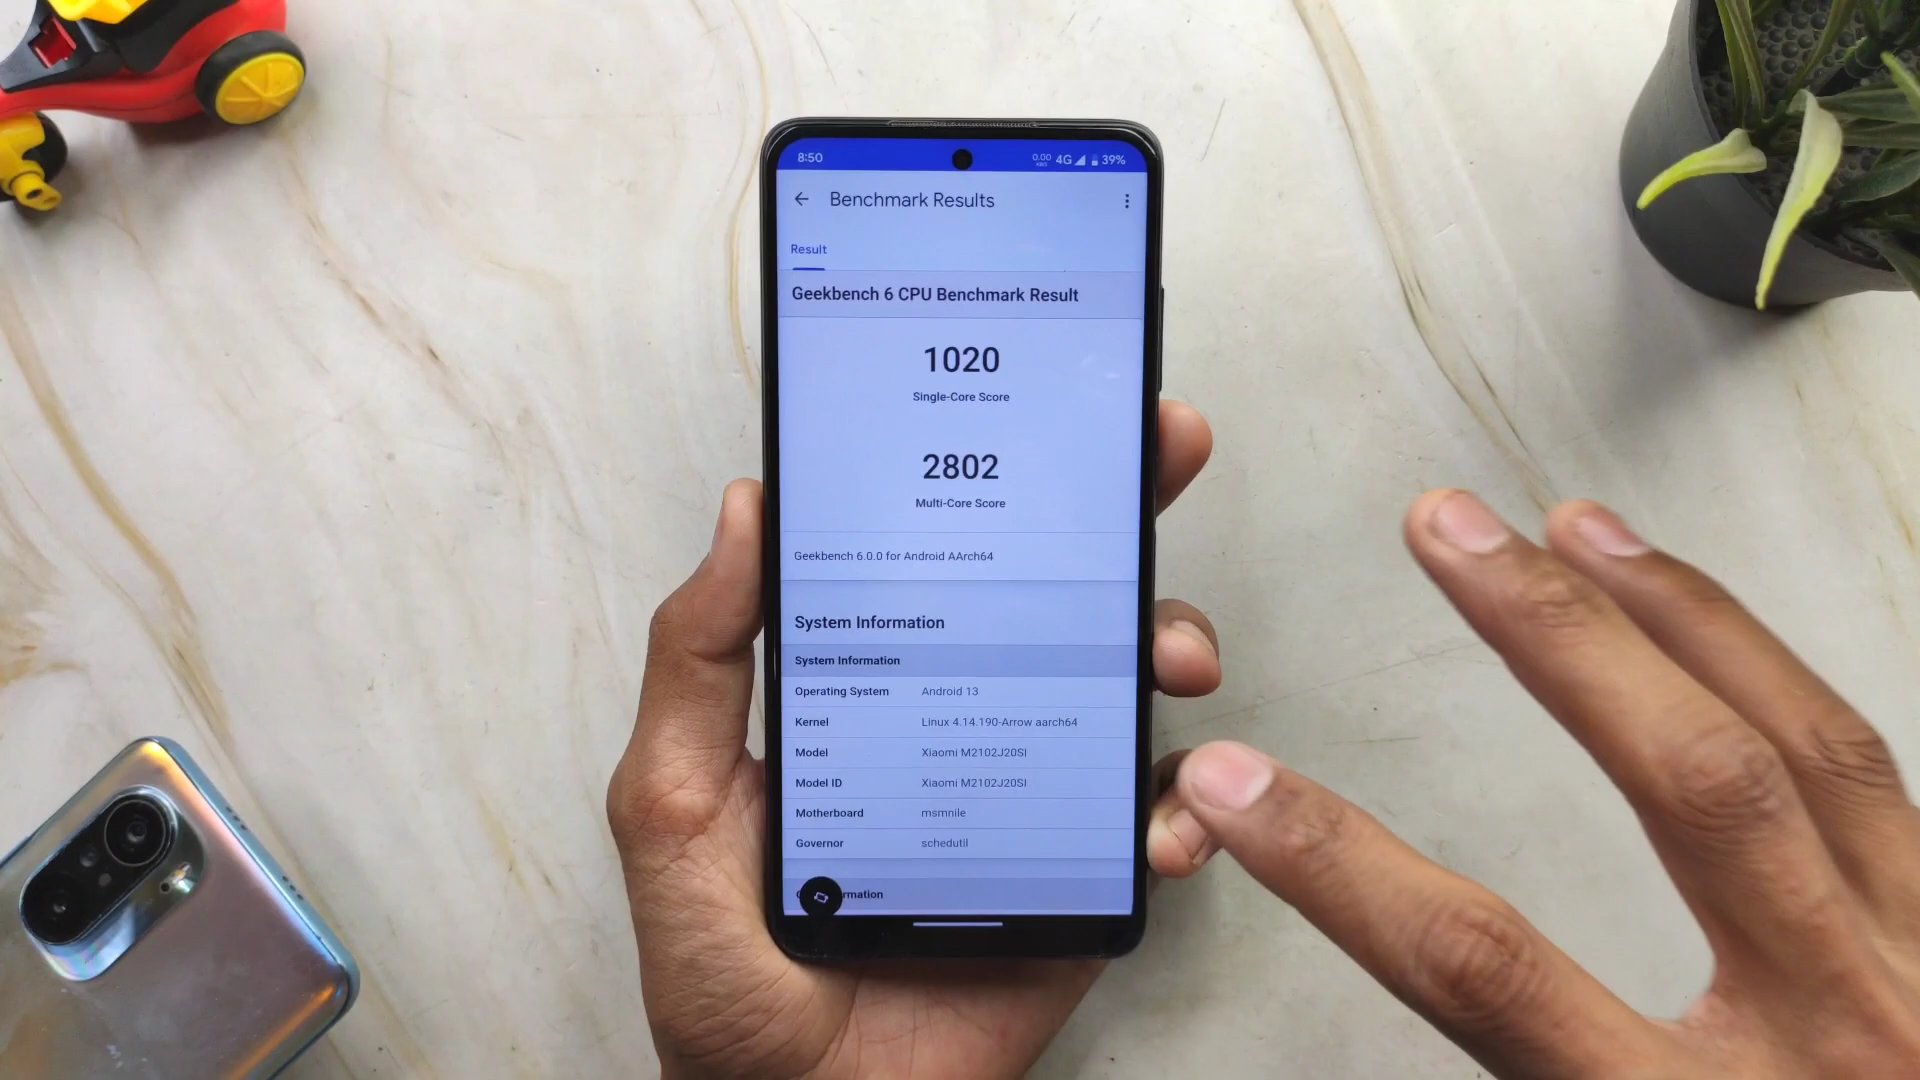 8:50 0.00 4G 39%
Benchmark Results
Result
Geekbench 6 CPU Benchmark Result
1020
Single-Core Score
2802
Multi-Core Score
Geekbench 6.0.0 for Android AArch64
System Information
System Information
Operating System Android 13
Kernel Linux 4.14.190-Arrow aarch64
Model Xiaomi M2102J20SI
Model ID Xiaomi M2102J20SI
Motherboard msmnile
Governor schedutil